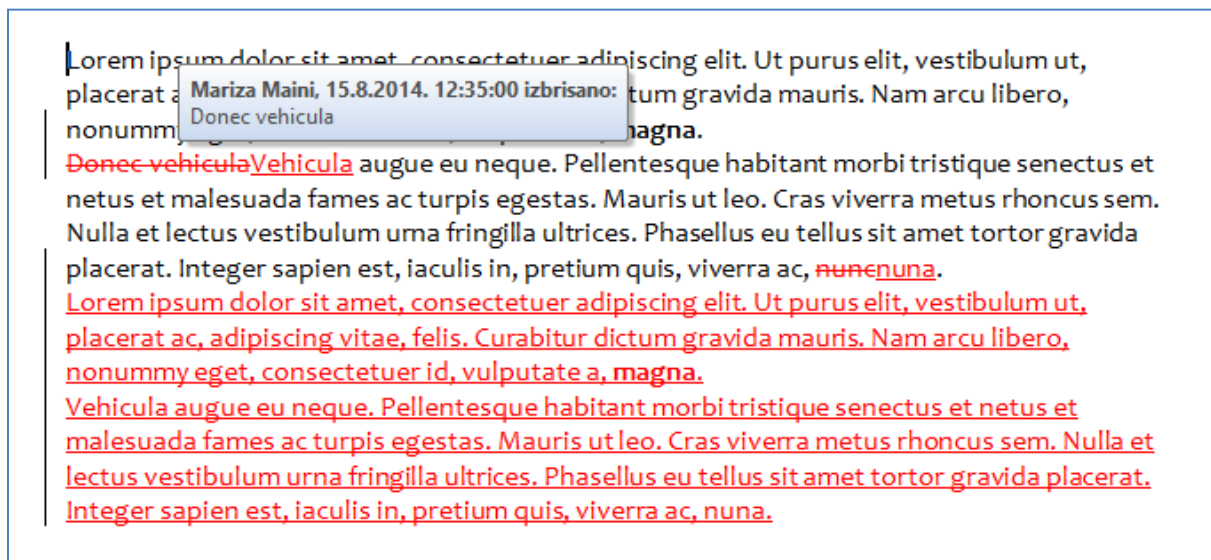 Lorem ipsum dolor sit amet, consectetuer adipiscing elit. Ut purus elit, vestibulum ut,
Mariza Maini, 15.8.2014. 12:35:00 izbrisano:
Donec vehicula
placerat gravida mauris. Nam arcu libero,
nonummy magna.
Donec vehiculaVehicula augue eu neque. Pellentesque habitant morbi tristique senectus et
netus et malesuada fames ac turpis egestas. Mauris ut leo. Cras viverra metus rhoncus sem.
Nulla et lectus vestibulum urna fringilla ultrices. Phasellus eu tellus sit amet tortor gravida
placerat. Integer sapien est, iaculis in, pretium quis, viverra ac, nuncnuna.
Lorem ipsum dolor sit amet, consectetuer adipiscing elit. Ut purus elit, vestibulum ut,
placerat ac, adipiscing vitae, felis. Curabitur dictum gravida mauris. Nam arcu libero,
nonummy eget, consectetuer id, vulputate a, magna.
Vehicula augue eu neque. Pellentesque habitant morbi tristique senectus et netus et
malesuada fames ac turpis egestas. Mauris ut leo. Cras viverra metus rhoncus sem. Nulla et
lectus vestibulum urna fringilla ultrices. Phasellus eu tellus sit amet tortor gravida placerat.
Integer sapien est, iaculis in, pretium quis, viverra ac, nuna.